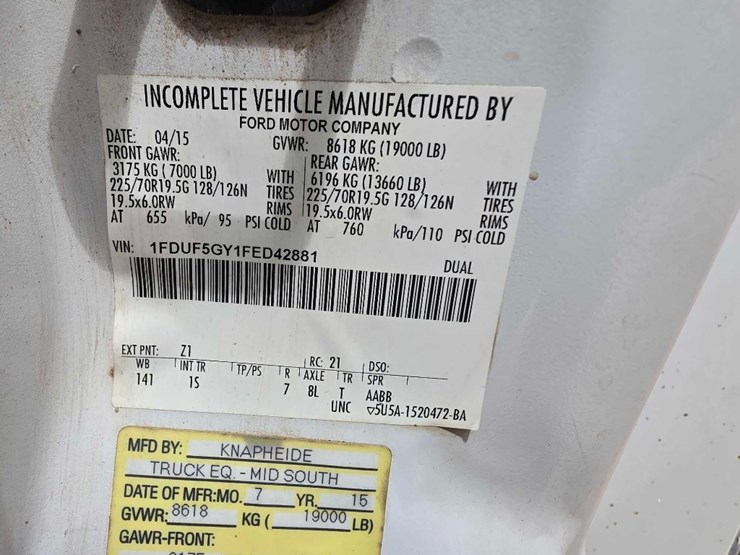 INCOMPLETE VEHICLE MANUFACTURED BY
FORD MOTOR COMPANY
DATE: 04/15 GVWR: 8618 KG (19000 LB)
FRONT GAWR: REAR GAWR:
3175 KG (7000 LB) WITH 6196 KG (13660 LB) WITH
225/70R19.5G 128/126N TIRES 225/70R19.5G 128/126N TIRES
19.5x6.0RW RIMS 19.5x6.0RW RIMS
AT 655 kPa/ 95 PSI COLD AT 760 kPa/110 PSI COLD
VIN: 1FDUF5GY1FED42881 DUAL
EXT PNT: Z1 RC: 21 DSO:
WB INT TR TP/PS R AXLE TR SPR
141 1S 7 8L T AABB
UNC ▽5U5A-1520472-BA
MFD BY: KNAPHEIDE
TRUCK EQ. - MID SOUTH
DATE OF MFR:MO. 7 YR. 15
GVWR: 8618 KG ( 19000 LB)
GAWR-FRONT: